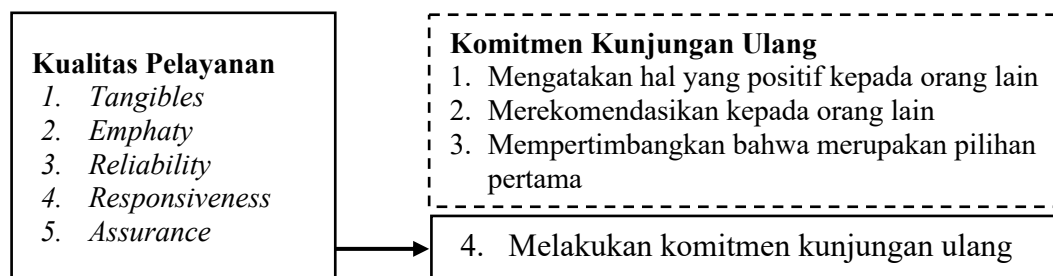 Kualitas Pelayanan
1. Tangibles
2. Emphaty
3. Reliability
4. Responsiveness
5. Assurance
Komitmen Kunjungan Ulang
1. Mengatakan hal yang positif kepada orang lain
2. Merekomendasikan kepada orang lain
3. Mempertimbangkan bahwa merupakan pilihan
pertama
4. Melakukan komitmen kunjungan ulang